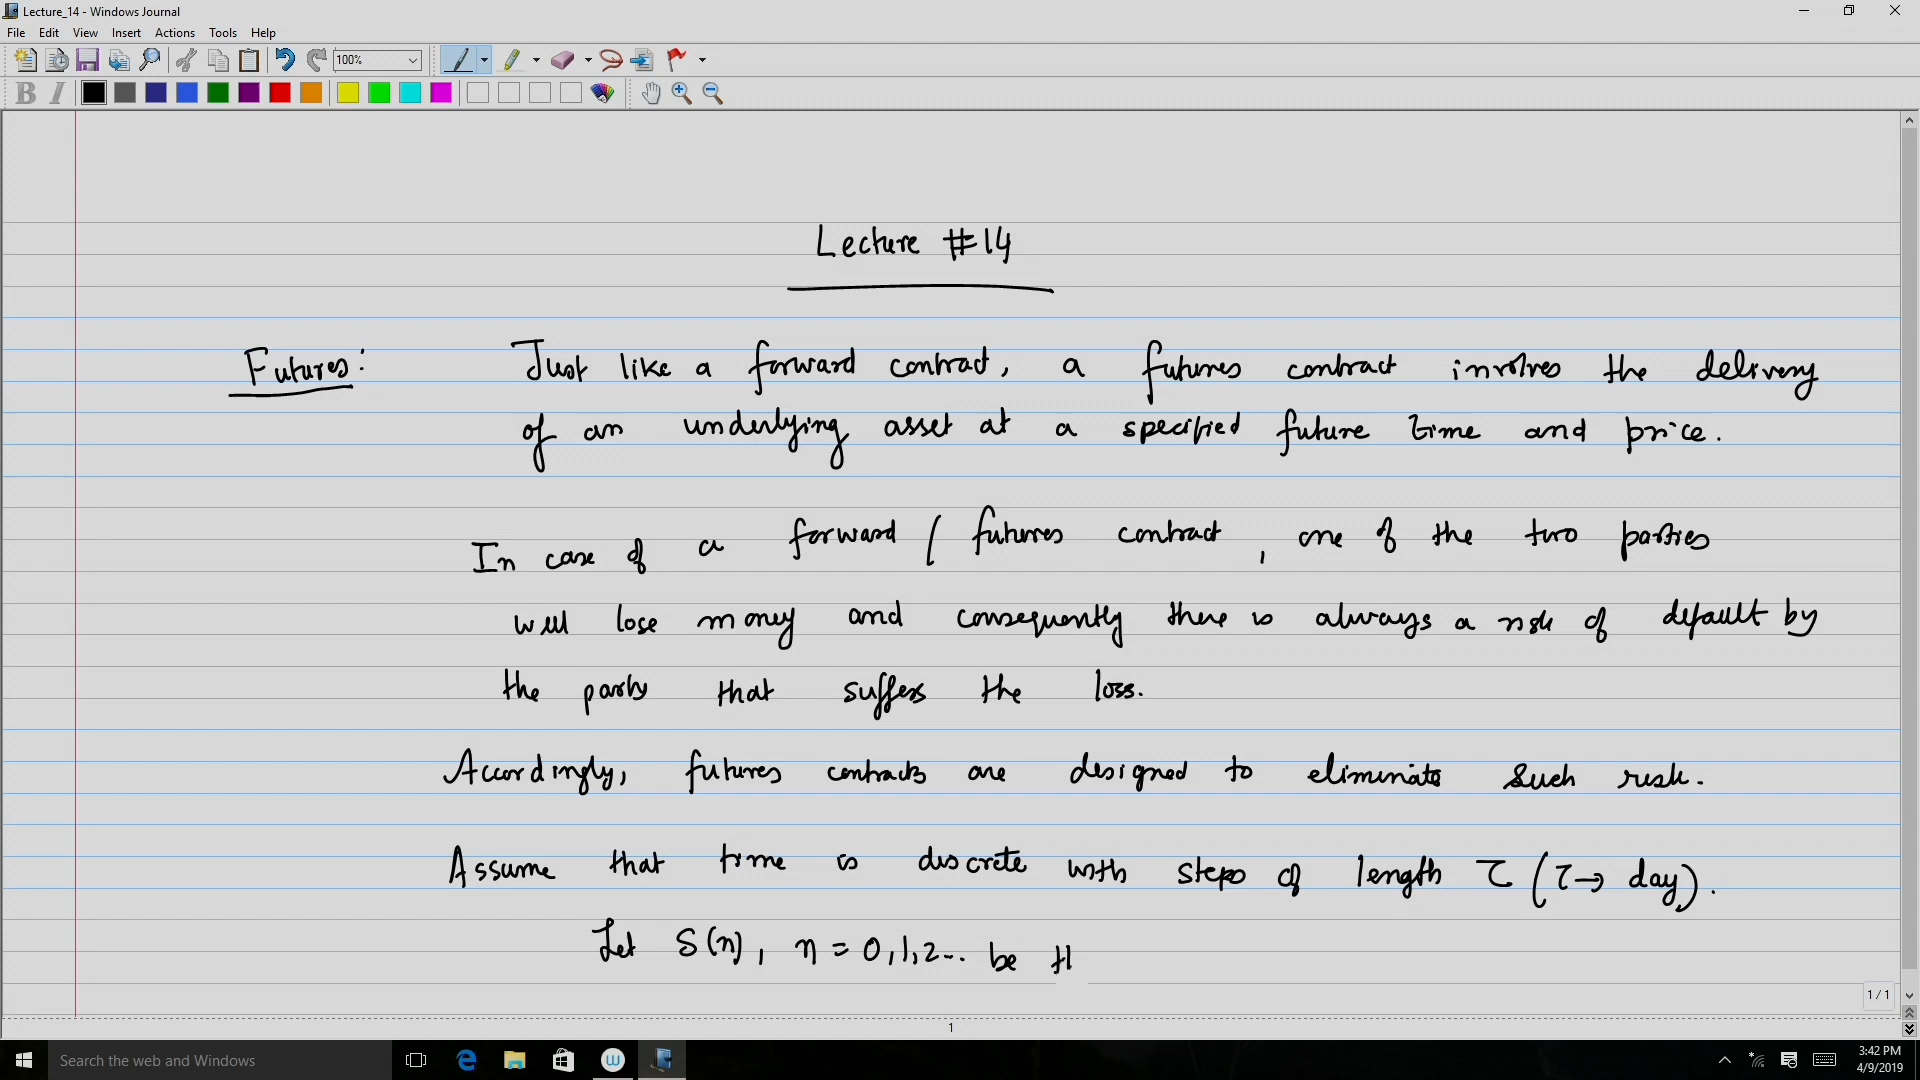 Lecture_14 - Windows Journal
File Edit View Insert Actions Tools Help
100%
B I
Lecture #14
Futures: Just like a forward contract, a futures contract involves the delivery
of an underlying asset at a specified future time and price.
In case of a forward / futures contract, one of the two parties
will lose money and consequently there is always a risk of default by
the party that suffers the loss.
Accordingly, futures contracts are designed to eliminate such risk.
Assume that time is discrete with steps of length τ (τ→ day).
Let S(n), n = 0,1,2... be th
1 / 1
1
Search the web and Windows
3:42 PM
4/9/2019